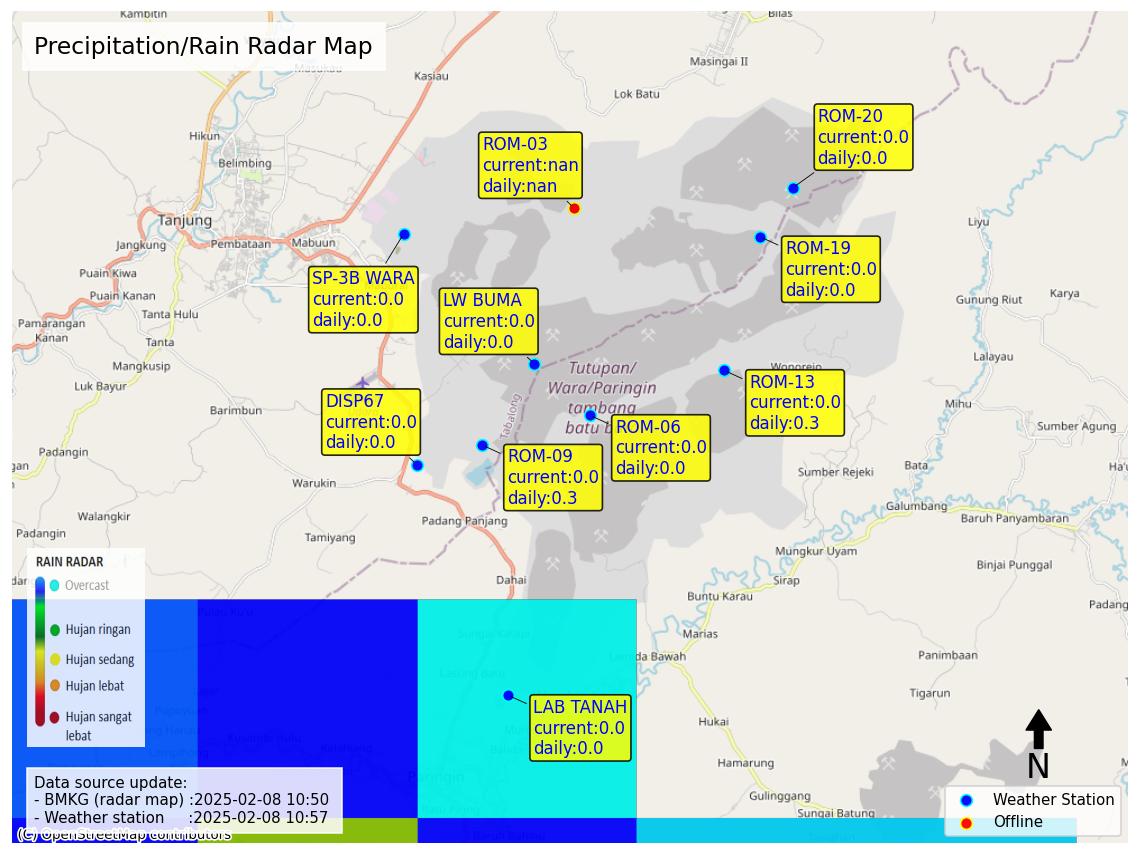 Precipitation/Rain Radar Map
Kambitin
Bilas
Masukau
Kasiau
Masingai II
Lok Batu
Hikun
Belimbing
Tanjung
Jangkung
Pembataan
Mabuun
Puain Kiwa
Puain Kanan
Tanta Hulu
Pamarangan
Kanan
Tanta
Mangkusip
Luk Bayur
Barimbun
Padangin
Warukin
Walangkir
Padangin
Tamiyang
Padang Panjang
Dahai
ROM-03
current:nan
daily:nan
ROM-20
current:0.0
daily:0.0
ROM-19
current:0.0
daily:0.0
SP-3B WARA
current:0.0
daily:0.0
LW BUMA
current:0.0
daily:0.0
Tutupan/
Wara/Paringin
tambang
batu b
Tabalong
DISP67
current:0.0
daily:0.0
ROM-13
current:0.0
daily:0.3
ROM-06
current:0.0
daily:0.0
ROM-09
current:0.0
daily:0.3
Liyu
Gunung Riut
Karya
Lalayau
Wonorejo
Mihu
Sumber Agung
Bata
Sumber Rejeki
Galumbang
Baruh Panyambaran
Mungkur Uyam
Binjai Punggal
Sirap
Buntu Karau
Padang
Marias
Panimbaan
Lamida Bawah
Tigarun
Hukai
Hamarung
Gulinggang
Sungai Batung
RAIN RADAR
Overcast
Hujan ringan
Hujan sedang
Hujan lebat
Hujan sangat
lebat
Paringin
LAB TANAH
current:0.0
daily:0.0
Data source update:
- BMKG (radar map) :2025-02-08 10:50
- Weather station :2025-02-08 10:57
(C) OpenStreetMap contributors
N
Weather Station
Offline